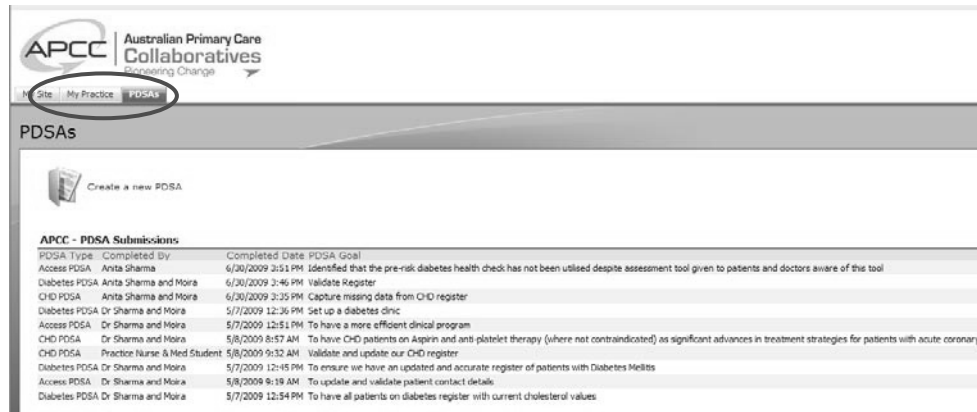 APCC
Australian Primary Care
Collaboratives
Pioneering Change
My Site My Practice PDSAs
PDSAs
Create a new PDSA
APCC - PDSA Submissions
PDSA Type Completed By Completed Date PDSA Goal
Access PDSA Anita Sharma 6/30/2009 3:51 PM Identified that the pre-risk diabetes health check has not been utilised despite assessment tool given to patients and doctors aware of this tool
Diabetes PDSA Anita Sharma and Moira 6/30/2009 3:46 PM Validate Register
CHD PDSA Anita Sharma and Moira 6/30/2009 3:35 PM Capture missing data from CHD register
Diabetes PDSA Dr Sharma and Moira 5/7/2009 12:36 PM Set up a diabetes clinic
Access PDSA Dr Sharma and Moira 5/7/2009 12:51 PM To have a more efficient clinical program
CHD PDSA Dr Sharma and Moira 5/8/2009 8:57 AM To have CHD patients on Aspirin and anti-platelet therapy (where not contraindicated) as significant advances in treatment strategies for patients with acute coronary
CHD PDSA Practice Nurse & Med Student 5/8/2009 9:32 AM Validate and update our CHD register
Diabetes PDSA Dr Sharma and Moira 5/7/2009 12:45 PM To ensure we have an updated and accurate register of patients with Diabetes Mellitis
Access PDSA Dr Sharma and Moira 5/8/2009 9:19 AM To update and validate patient contact details
Diabetes PDSA Dr Sharma and Moira 5/7/2009 12:54 PM To have all patients on diabetes register with current cholesterol values